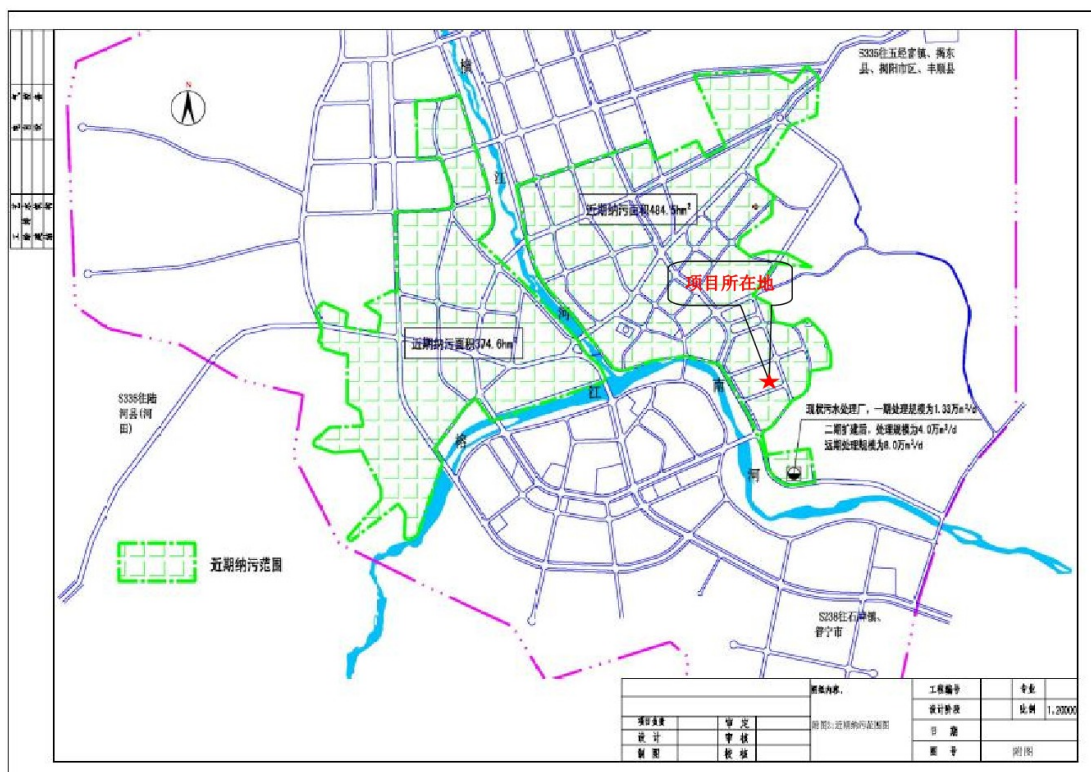 N
横
江
河
S335往五经富镇、揭东
县、揭阳市区、丰顺县
近期纳污面积484.5hm²
项目所在地
近期纳污面积374.6hm²
S335往陆
河县(河
田)
榕
江
南
河
现状污水处理厂，一期处理规模为1.33万m³/d
二期扩建后，处理规模为4.0万m³/d
远期处理规模为8.0万m³/d
近期纳污范围
S238往石牌镇、
普宁市
图纸内容:
附图2:近期纳污范围图
工程编号
专业
设计阶段
比例
1:20000
日 期
图 号
附图
项目负责
审 定
设 计
审 核
制 图
校 核